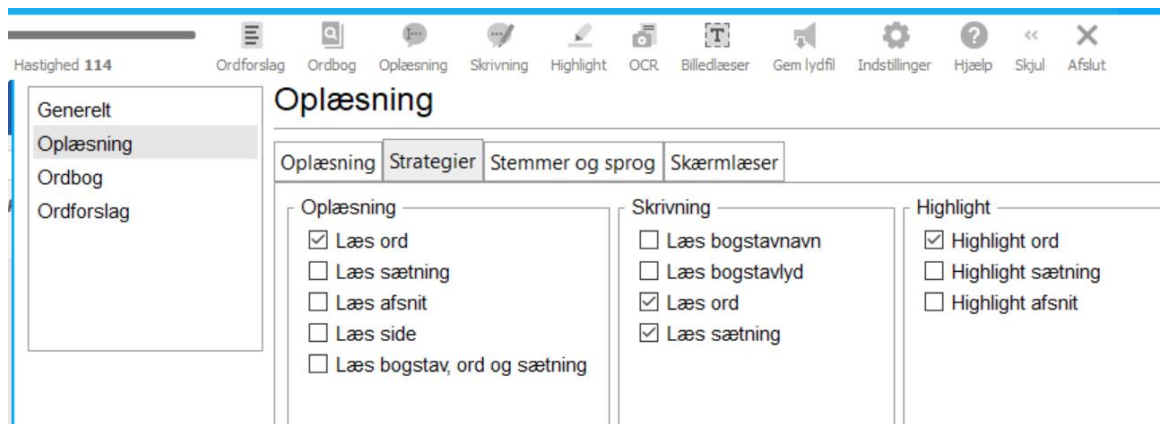 Hastighed 114
Ordforslag
Ordbog
Oplæsning
Skrivning
Highlight
OCR
Billedlæser
Gem lydfil
Indstillinger
Hjælp
Skjul
Afslut
Generelt
Oplæsning
Ordbog
Ordforslag
Oplæsning
Oplæsning
Strategier
Stemmer og sprog
Skærmlæser
Oplæsning
Læs ord
Læs sætning
Læs afsnit
Læs side
Læs bogstav, ord og sætning
Skrivning
Læs bogstavnavn
Læs bogstavlyd
Læs ord
Læs sætning
Highlight
Highlight ord
Highlight sætning
Highlight afsnit